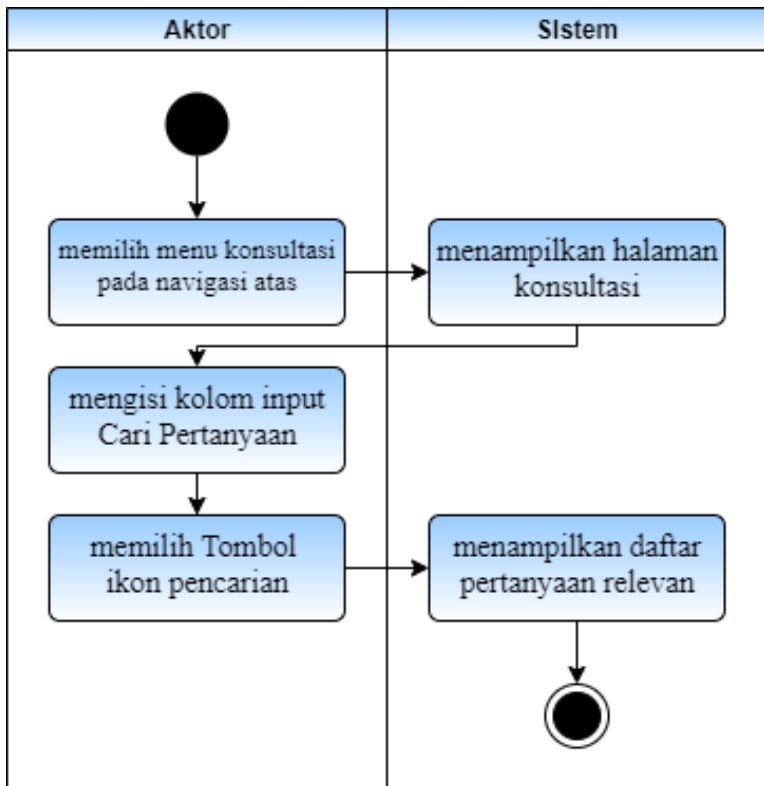 Aktor
SIstem
memilih menu konsultasi
pada navigasi atas
menampilkan halaman
konsultasi
mengisi kolom input
Cari Pertanyaan
memilih Tombol
ikon pencarian
menampilkan daftar
pertanyaan relevan